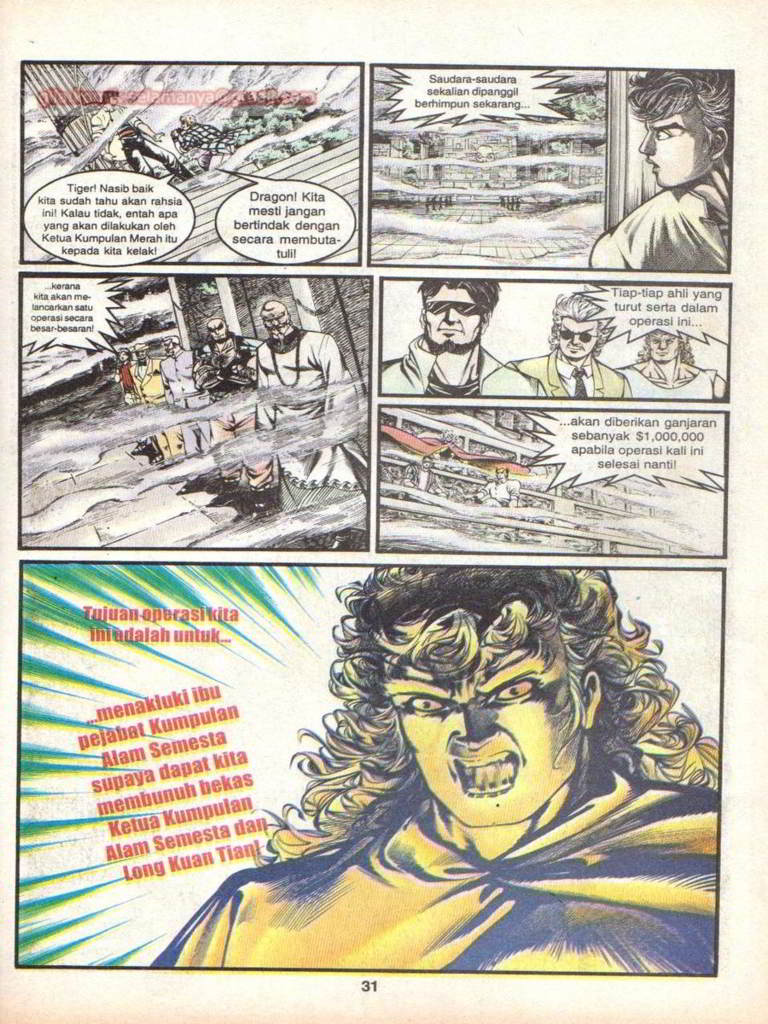 Tiger! Nasib baik
kita sudah tahu akan rahsia
ini! Kalau tidak, entah apa
yang akan dilakukan oleh
Ketua Kumpulan Merah itu
kepada kita kelak!
Dragon! Kita
mesti jangan
bertindak dengan
secara membuta-
tuli!
Saudara-saudara
sekalian dipanggil
berhimpun sekarang...
...kerana
kita akan me-
lancarkan satu
operasi secara
besar-besaran!
Tiap-tiap ahli yang
turut serta dalam
operasi ini...
...akan diberikan ganjaran
sebanyak $1,000,000
apabila operasi kali ini
selesai nanti!
Tujuan operasi kita
ini adalah untuk...
...menakluki ibu
pejabat Kumpulan
Alam Semesta
supaya dapat kita
membunuh bekas
Ketua Kumpulan
Alam Semesta dan
Long Kuan Tian!
31